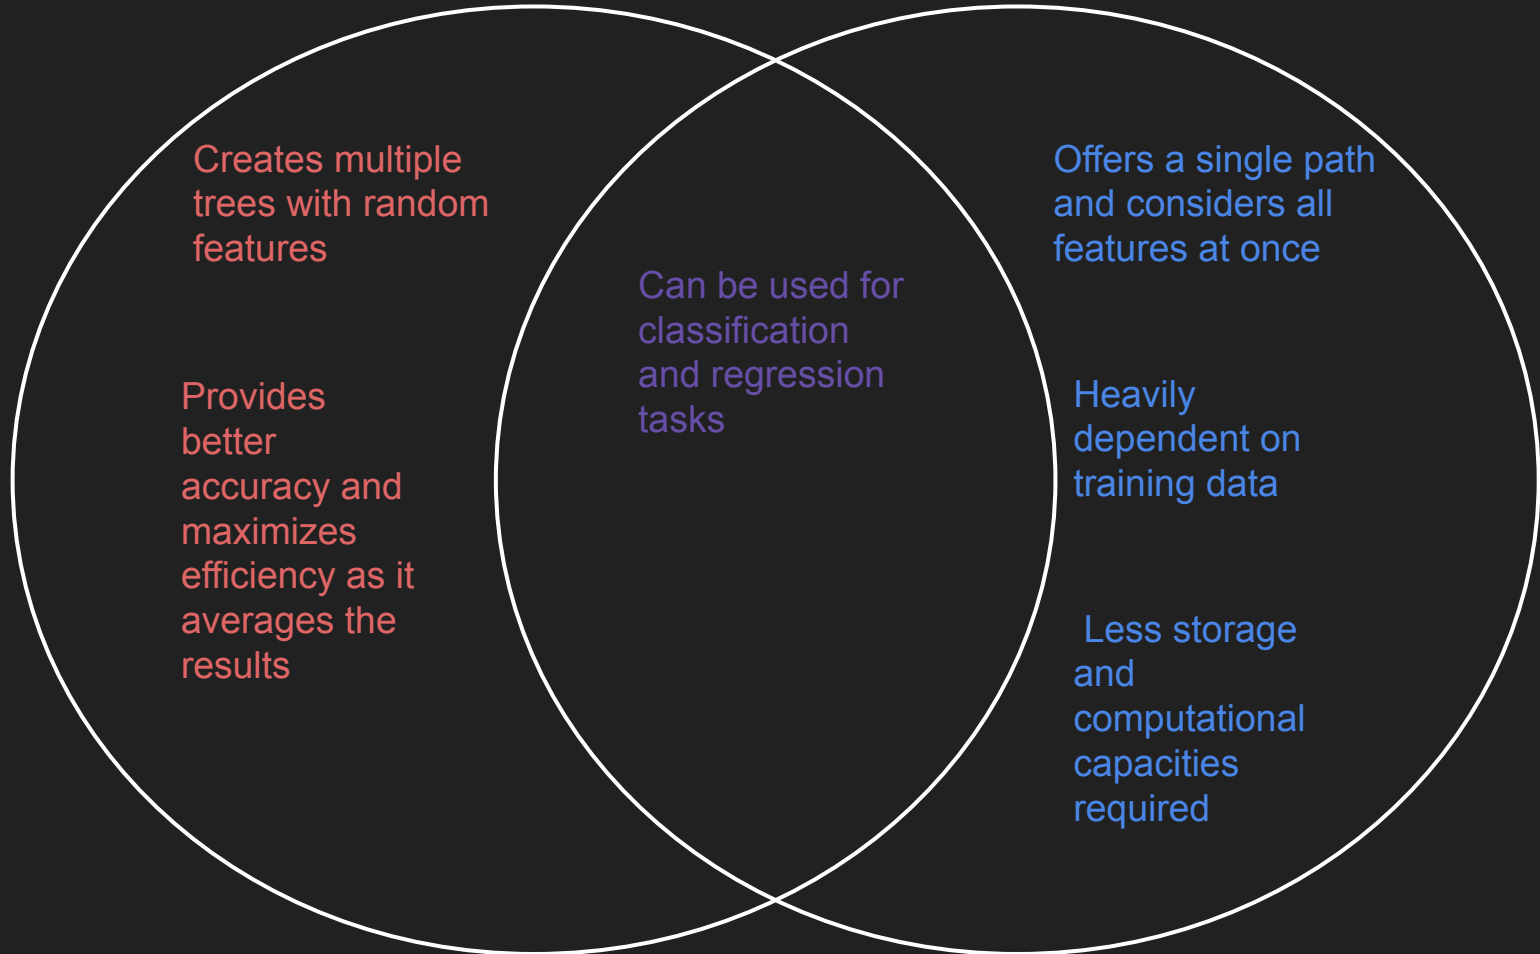 Creates multiple
trees with random
features
Provides
better
accuracy and
maximizes
efficiency as it
averages the
results
Can be used for
classification
and regression
tasks
Offers a single path
and considers all
features at once
Heavily
dependent on
training data
Less storage
and
computational
capacities
required